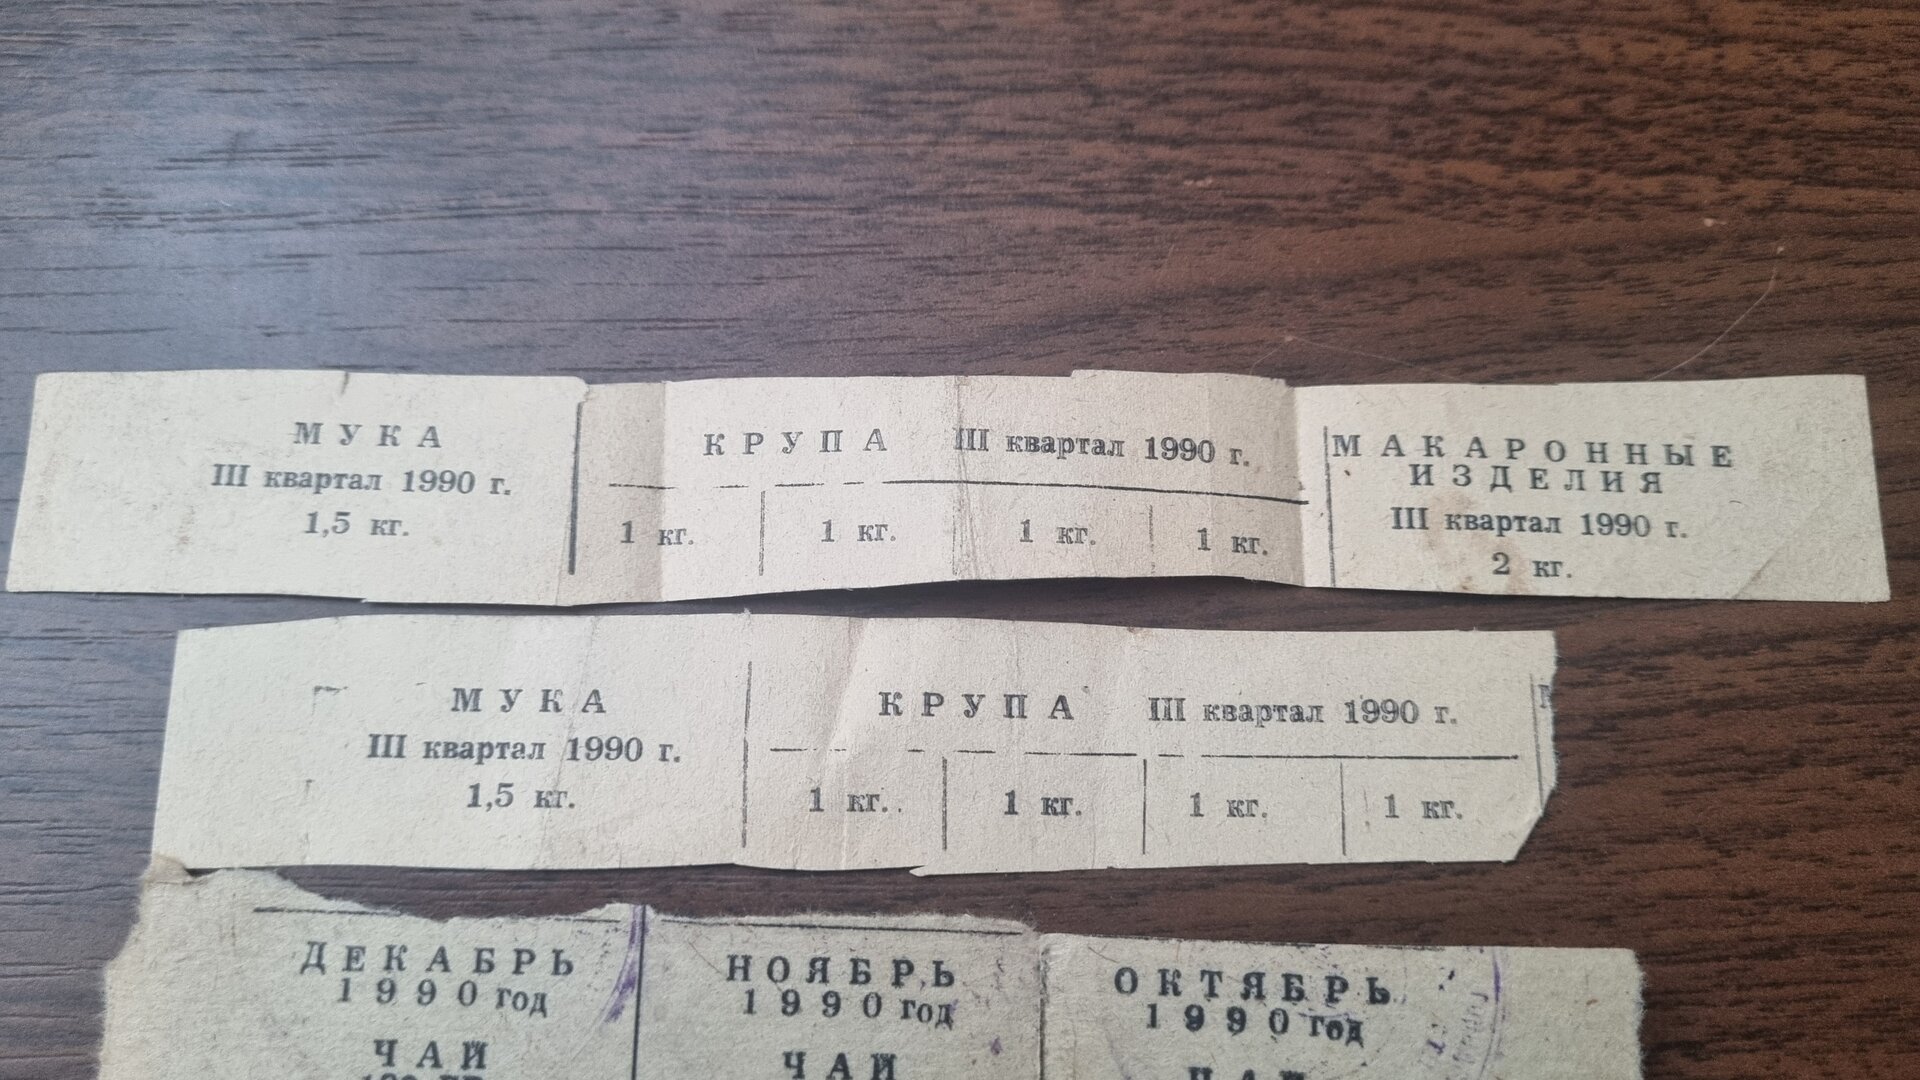 МУКА
III квартал 1990 г.
1,5 кг.
КРУПА III квартал 1990 г.
1 кг. 1 кг. 1 кг. 1 кг.
МАКАРОННЫЕ
ИЗДЕЛИЯ
III квартал 1990 г.
2 кг.
МУКА
III квартал 1990 г.
1,5 кг.
КРУПА III квартал 1990 г.
1 кг. 1 кг. 1 кг. 1 кг.
ДЕКАБРЬ
1990 год
ЧАЙ
НОЯБРЬ
1990 год
ЧАЙ
ОКТЯБРЬ
1990 год